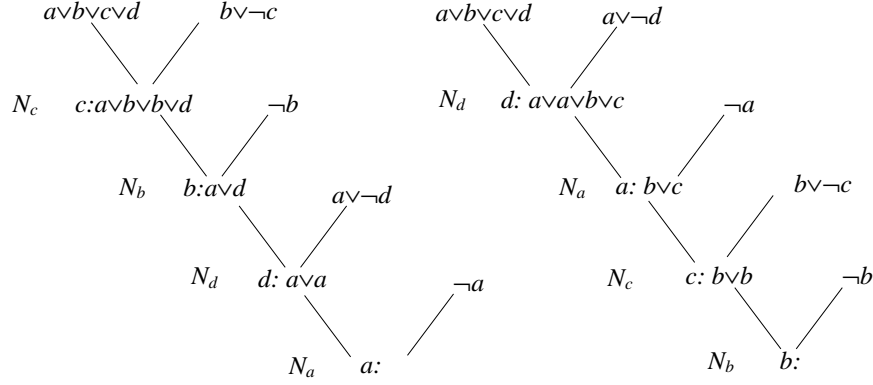 a∨b∨c∨d b∨¬c a∨b∨c∨d a∨¬d
N_c c:a∨b∨b∨d ¬b N_d d: a∨a∨b∨c ¬a
N_b b:a∨d a∨¬d N_a a: b∨c b∨¬c
N_d d: a∨a ¬a N_c c: b∨b ¬b
N_a a: N_b b: